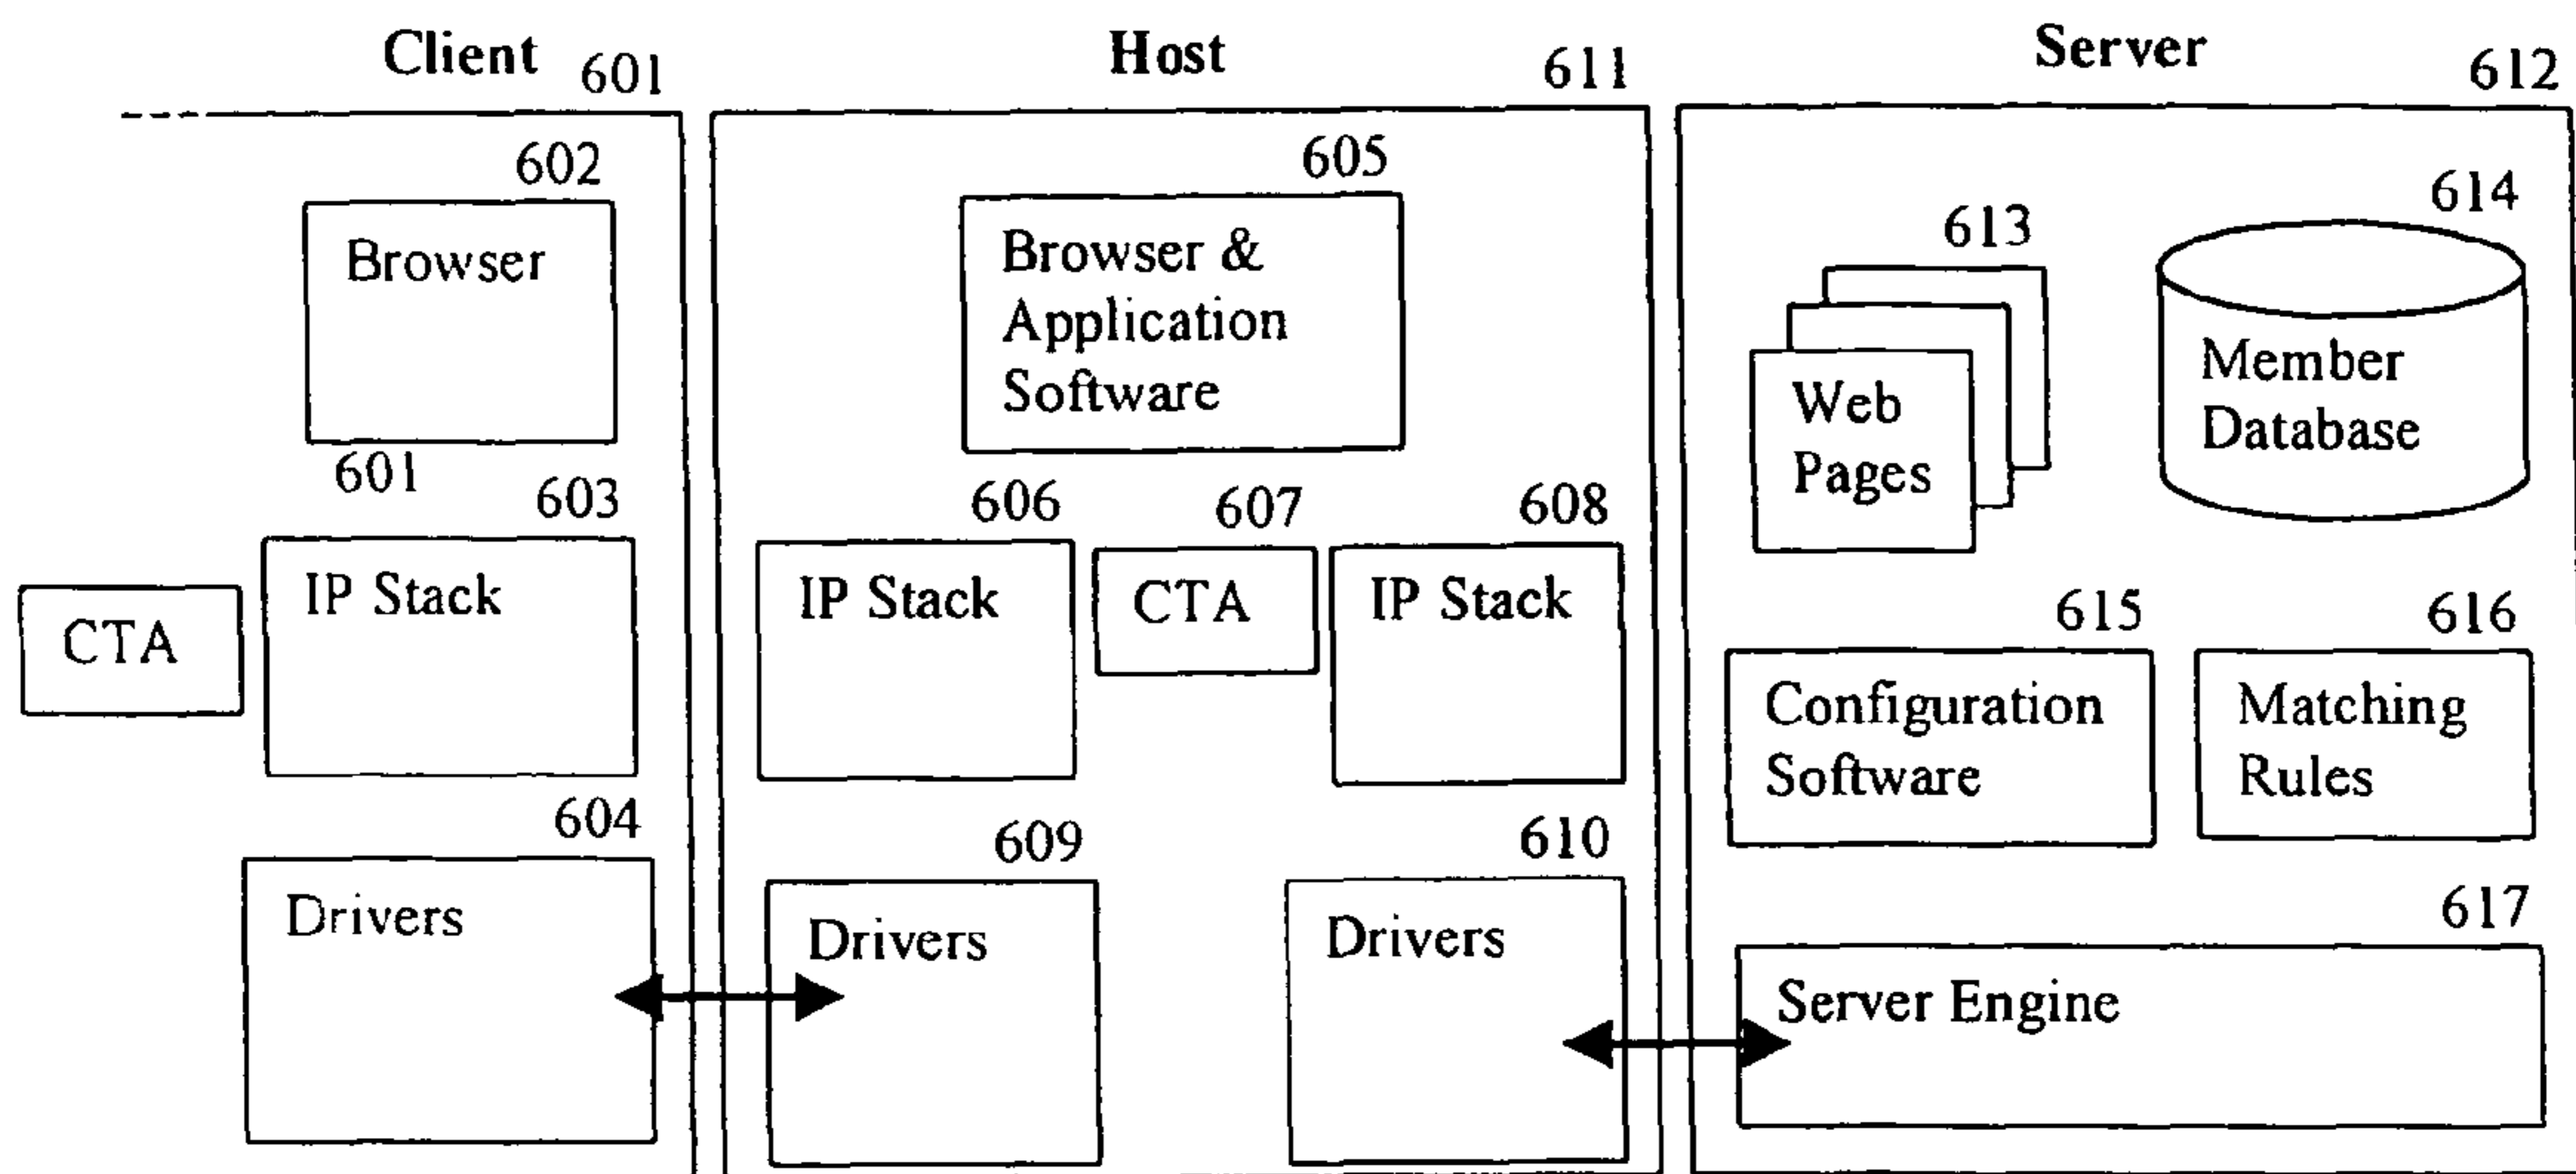 Client
601
Host
611
Server
612
602
Browser
601
605
Browser &
Application
Software
613
Web
Pages
614
Member
Database
CTA
603
IP Stack
606
IP Stack
607
CTA
608
IP Stack
615
Configuration
Software
616
Matching
Rules
604
Drivers
609
Drivers
610
Drivers
617
Server Engine